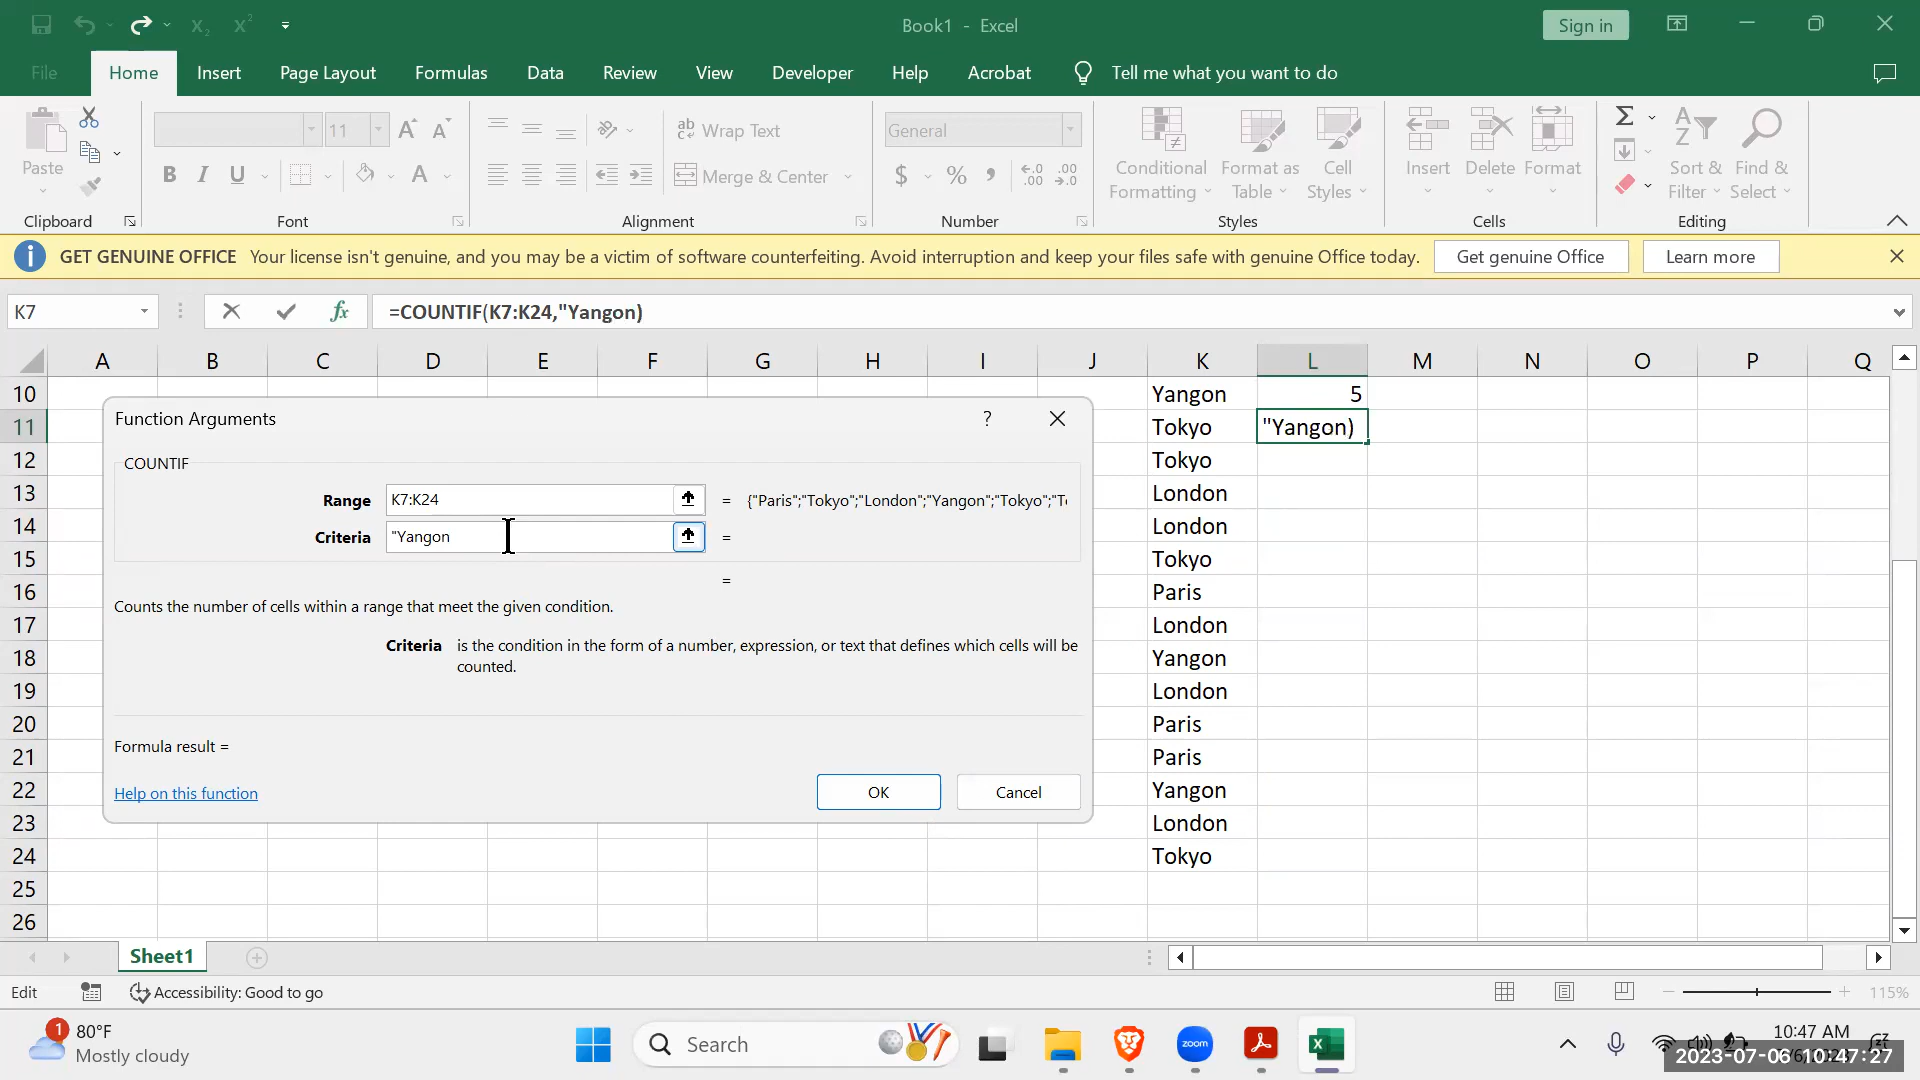 Book1 - Excel
Sign in
File Home Insert Page Layout Formulas Data Review View Developer Help Acrobat Tell me what you want to do
Paste
Clipboard
11
B I U
Font
Wrap Text
Merge & Center
Alignment
General
$ % ,
Number
Conditional Formatting
Format as Table
Cell Styles
Styles
Insert
Delete
Format
Cells
Sort & Filter
Find & Select
Editing
GET GENUINE OFFICE Your license isn't genuine, and you may be a victim of software counterfeiting. Avoid interruption and keep your files safe with genuine Office today. Get genuine Office Learn more
K7 fx =COUNTIF(K7:K24,"Yangon)
A B C D E F G H I J K L M N O P Q
10 Yangon 5
11 Tokyo "Yangon)
12 Tokyo
13 London
14 London
15 Tokyo
16 Paris
17 London
18 Yangon
19 London
20 Paris
21 Paris
22 Yangon
23 London
24 Tokyo
25
26
Function Arguments ?
COUNTIF
Range K7:K24 = {"Paris";"Tokyo";"London";"Yangon";"Tokyo";"To
Criteria "Yangon =
=
Counts the number of cells within a range that meet the given condition.
Criteria is the condition in the form of a number, expression, or text that defines which cells will be
counted.
Formula result =
Help on this function OK Cancel
Sheet1
Edit Accessibility: Good to go 115%
1 80°F
Mostly cloudy
Search
zoom
10:47 AM
2023-07-06 10:47:27